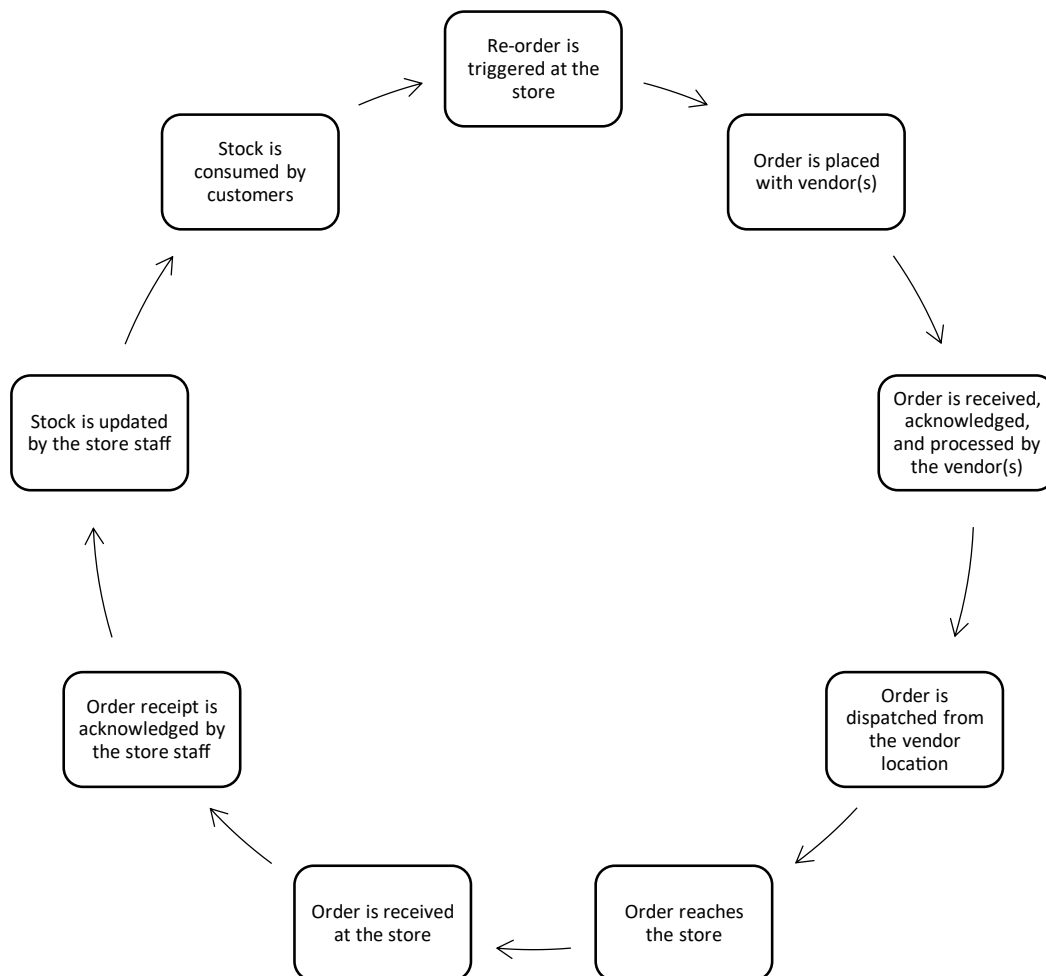 Re-order is
triggered at the
store
Order is placed
with vendor(s)
Order is received,
acknowledged,
and processed by
the vendor(s)
Order is
dispatched from
the vendor
location
Order reaches
the store
Order is received
at the store
Order receipt is
acknowledged by
the store staff
Stock is updated
by the store staff
Stock is
consumed by
customers